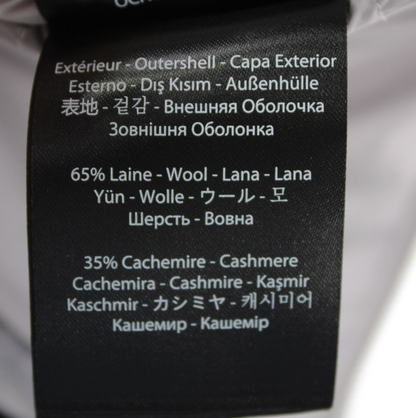 Extérieur - Outershell - Capa Exterior
Esterno - Dış Kısım - Außenhülle
表地 - 겉감 - Внешняя Оболочка
Зовнішня Оболонка
65% Laine - Wool - Lana - Lana
Yün - Wolle - ウール - 모
Шерсть - Вовна
35% Cachemire - Cashmere
Cachemira - Cashmire - Kaşmir
Kaschmir - カシミヤ - 캐시미어
Кашемир - Кашемір